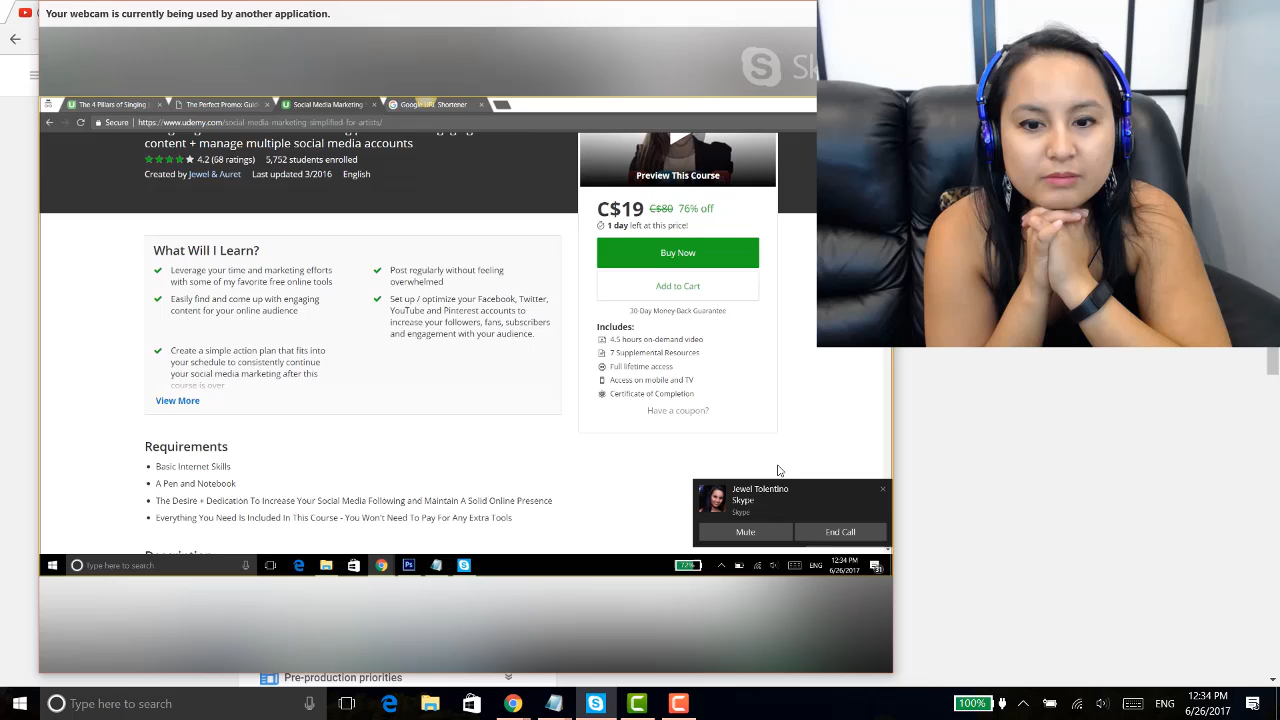 Your webcam is currently being used by another application.
The 4 Pillars of Singing
The Perfect Promo: Guid
Social Media Marketing
Google URL Shortener
Secure
https://www.udemy.com/social-media-marketing-simplified-for-artists/
content + manage multiple social media accounts
4.2 (68 ratings) 5,752 students enrolled
Created by Jewel & Auret Last updated 3/2016 English
Preview This Course
C$19 C$80 76% off
1 day left at this price!
Buy Now
Add to Cart
30-Day Money-Back Guarantee
Includes:
4.5 hours on-demand video
7 Supplemental Resources
Full lifetime access
Access on mobile and TV
Certificate of Completion
Have a coupon?
What Will I Learn?
Leverage your time and marketing efforts
with some of my favorite free online tools
Easily find and come up with engaging
content for your online audience
Create a simple action plan that fits into
your schedule to consistently continue
your social media marketing after this
course is over
Post regularly without feeling
overwhelmed
Set up / optimize your Facebook, Twitter,
YouTube and Pinterest accounts to
increase your followers, fans, subscribers
and engagement with your audience.
View More
Requirements
Basic Internet Skills
A Pen and Notebook
The Desire + Dedication To Increase Your Social Media Following and Maintain A Solid Online Presence
Everything You Need Is Included In This Course - You Won't Need To Pay For Any Extra Tools
Jewel Tolentino
Skype
Skype
Mute
End Call
Type here to search
72%
ENG
12:34 PM
6/26/2017
31
Pre-production priorities
Type here to search
100%
ENG
12:34 PM
6/26/2017